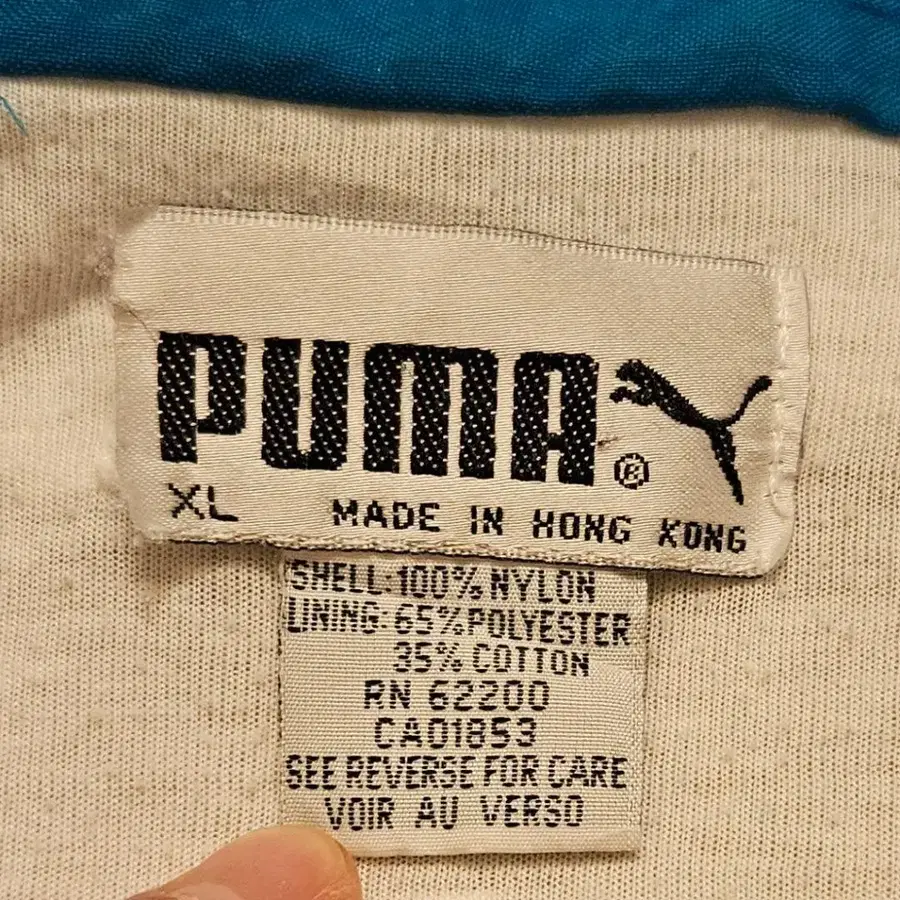 PUMA®
XL MADE IN HONG KONG
SHELL: 100% NYLON
LINING: 65% POLYESTER
35% COTTON
RN 62200
CA01853
SEE REVERSE FOR CARE
VOIR AU VERSO